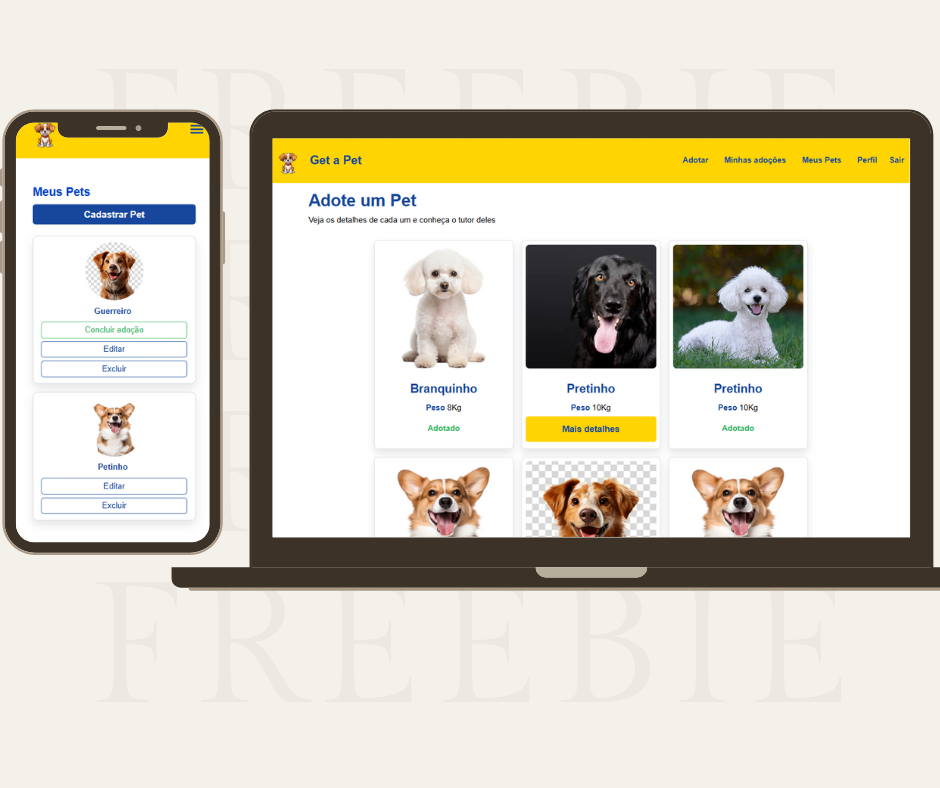 FREEBIE
Meus Pets
Cadastrar Pet
Guerreiro
Concluir adoção
Editar
Excluir
Petinho
Editar
Excluir
Get a Pet
Adotar Minhas adoções Meus Pets Perfil Sair
Adote um Pet
Veja os detalhes de cada um e conheça o tutor deles
Branquinho
Peso 8Kg
Adotado
Pretinho
Peso 10Kg
Mais detalhes
Pretinho
Peso 10Kg
Adotado
FREEBIE